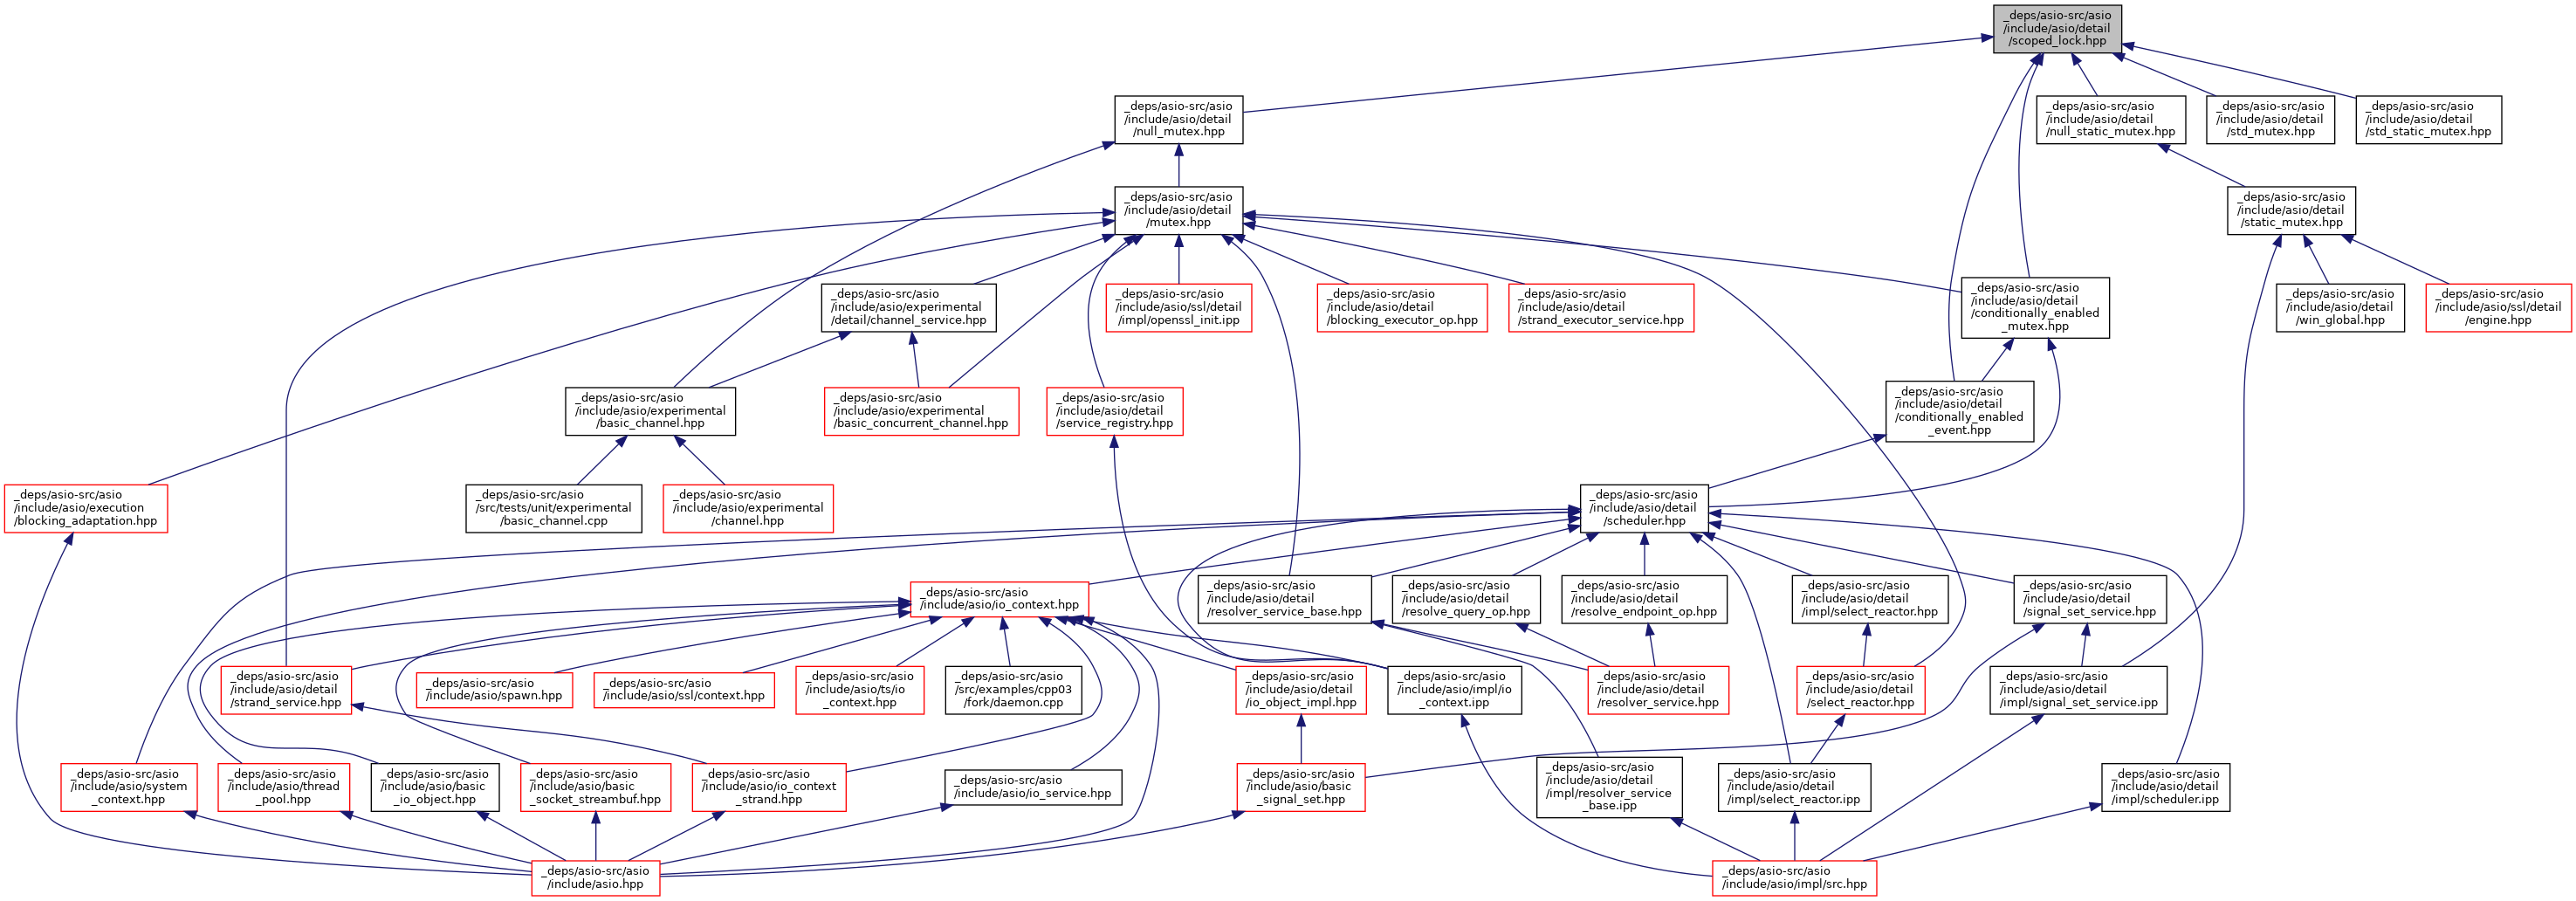 _deps/asio-src/asio
/include/asio/detail
/scoped_lock.hpp
_deps/asio-src/asio
/include/asio/detail
/null_mutex.hpp
_deps/asio-src/asio
/include/asio/detail
/null_static_mutex.hpp
_deps/asio-src/asio
/include/asio/detail
/std_mutex.hpp
_deps/asio-src/asio
/include/asio/detail
/std_static_mutex.hpp
_deps/asio-src/asio
/include/asio/detail
/mutex.hpp
_deps/asio-src/asio
/include/asio/detail
/static_mutex.hpp
_deps/asio-src/asio
/include/asio/experimental
/detail/channel_service.hpp
_deps/asio-src/asio
/include/asio/ssl/detail
/impl/openssl_init.ipp
_deps/asio-src/asio
/include/asio/detail
/blocking_executor_op.hpp
_deps/asio-src/asio
/include/asio/detail
/strand_executor_service.hpp
_deps/asio-src/asio
/include/asio/detail
/conditionally_enabled
_mutex.hpp
_deps/asio-src/asio
/include/asio/detail
/win_global.hpp
_deps/asio-src/asio
/include/asio/ssl/detail
/engine.hpp
_deps/asio-src/asio
/include/asio/experimental
/basic_channel.hpp
_deps/asio-src/asio
/include/asio/experimental
/basic_concurrent_channel.hpp
_deps/asio-src/asio
/include/asio/detail
/service_registry.hpp
_deps/asio-src/asio
/include/asio/detail
/conditionally_enabled
_event.hpp
_deps/asio-src/asio
/include/asio/execution
/blocking_adaptation.hpp
_deps/asio-src/asio
/src/tests/unit/experimental
/basic_channel.cpp
_deps/asio-src/asio
/include/asio/experimental
/channel.hpp
_deps/asio-src/asio
/include/asio/detail
/scheduler.hpp
_deps/asio-src/asio
/include/asio/io_context.hpp
_deps/asio-src/asio
/include/asio/detail
/resolver_service_base.hpp
_deps/asio-src/asio
/include/asio/detail
/resolve_query_op.hpp
_deps/asio-src/asio
/include/asio/detail
/resolve_endpoint_op.hpp
_deps/asio-src/asio
/include/asio/detail
/impl/select_reactor.hpp
_deps/asio-src/asio
/include/asio/detail
/signal_set_service.hpp
_deps/asio-src/asio
/include/asio/detail
/strand_service.hpp
_deps/asio-src/asio
/include/asio/spawn.hpp
_deps/asio-src/asio
/include/asio/ssl/context.hpp
_deps/asio-src/asio
/include/asio/ts/io
_context.hpp
_deps/asio-src/asio
/src/examples/cpp03
/fork/daemon.cpp
_deps/asio-src/asio
/include/asio/detail
/io_object_impl.hpp
_deps/asio-src/asio
/include/asio/impl/io
_context.ipp
_deps/asio-src/asio
/include/asio/detail
/resolver_service.hpp
_deps/asio-src/asio
/include/asio/detail
/select_reactor.hpp
_deps/asio-src/asio
/include/asio/detail
/impl/signal_set_service.ipp
_deps/asio-src/asio
/include/asio/system
_context.hpp
_deps/asio-src/asio
/include/asio/thread
_pool.hpp
_deps/asio-src/asio
/include/asio/basic
_io_object.hpp
_deps/asio-src/asio
/include/asio/basic
_socket_streambuf.hpp
_deps/asio-src/asio
/include/asio/io_context
_strand.hpp
_deps/asio-src/asio
/include/asio/io_service.hpp
_deps/asio-src/asio
/include/asio/basic
_signal_set.hpp
_deps/asio-src/asio
/include/asio/detail
/impl/resolver_service
_base.ipp
_deps/asio-src/asio
/include/asio/detail
/impl/select_reactor.ipp
_deps/asio-src/asio
/include/asio/detail
/impl/scheduler.ipp
_deps/asio-src/asio
/include/asio.hpp
_deps/asio-src/asio
/include/asio/impl/src.hpp